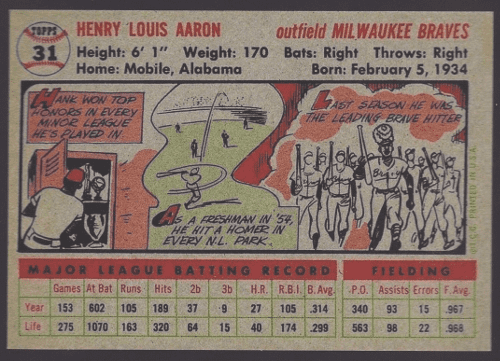 TOPPS
31
HENRY LOUIS AARON
outfield MILWAUKEE BRAVES
Height: 6' 1" Weight: 170 Bats: Right Throws: Right
Home: Mobile, Alabama Born: February 5, 1934
HANK WON TOP
HONORS IN EVERY
MINOR LEAGUE
HE'S PLAYED IN.
AS A FRESHMAN IN '54,
HE HIT A HOMER IN
EVERY N.L. PARK.
LAST SEASON HE WAS
THE LEADING BRAVE HITTER
PRINTED IN U.S.A.
MAJOR LEAGUE BATTING RECORD FIELDING
Games At Bat Runs Hits 2b 3b H.R. R.B.I. B.Avg. P.O. Assists Errors F.Avg.
Year 153 602 105 189 37 9 27 106 .314 340 93 15 .967
Life 275 1070 163 320 64 15 40 174 .299 563 98 22 .968